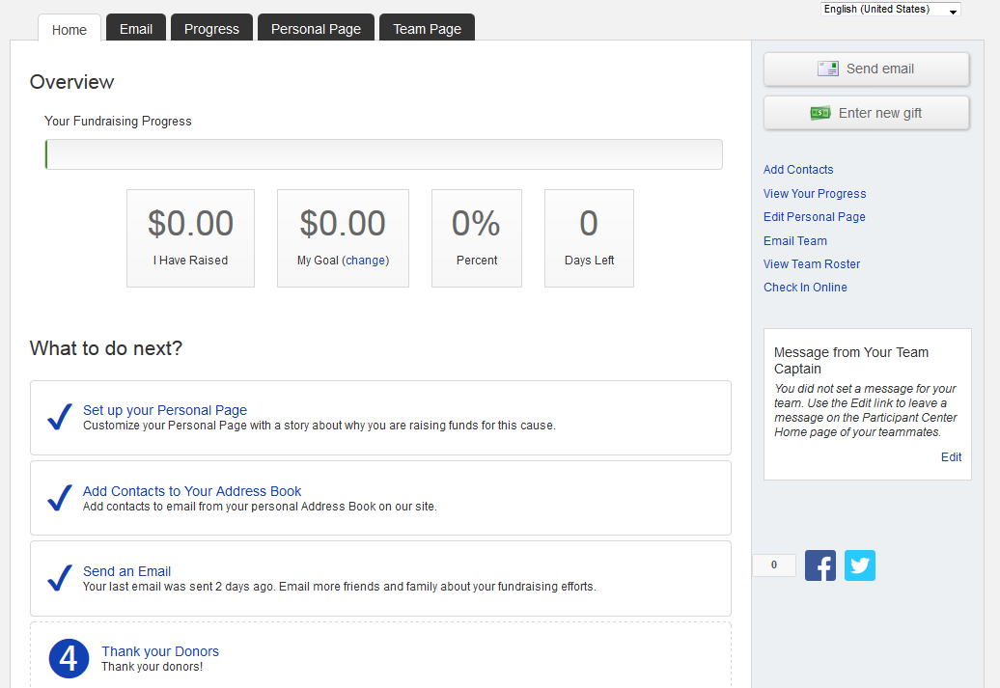 English (United States)
Home
Email
Progress
Personal Page
Team Page
Overview
Your Fundraising Progress
$0.00
I Have Raised
$0.00
My Goal (change)
0%
Percent
0
Days Left
What to do next?
Set up your Personal Page
Customize your Personal Page with a story about why you are raising funds for this cause.
Add Contacts to Your Address Book
Add contacts to email from your personal Address Book on our site.
Send an Email
Your last email was sent 2 days ago. Email more friends and family about your fundraising efforts.
4
Thank your Donors
Thank your donors!
Send email
Enter new gift
Add Contacts
View Your Progress
Edit Personal Page
Email Team
View Team Roster
Check In Online
Message from Your Team
Captain
You did not set a message for your
team. Use the Edit link to leave a
message on the Participant Center
Home page of your teammates.
Edit
0